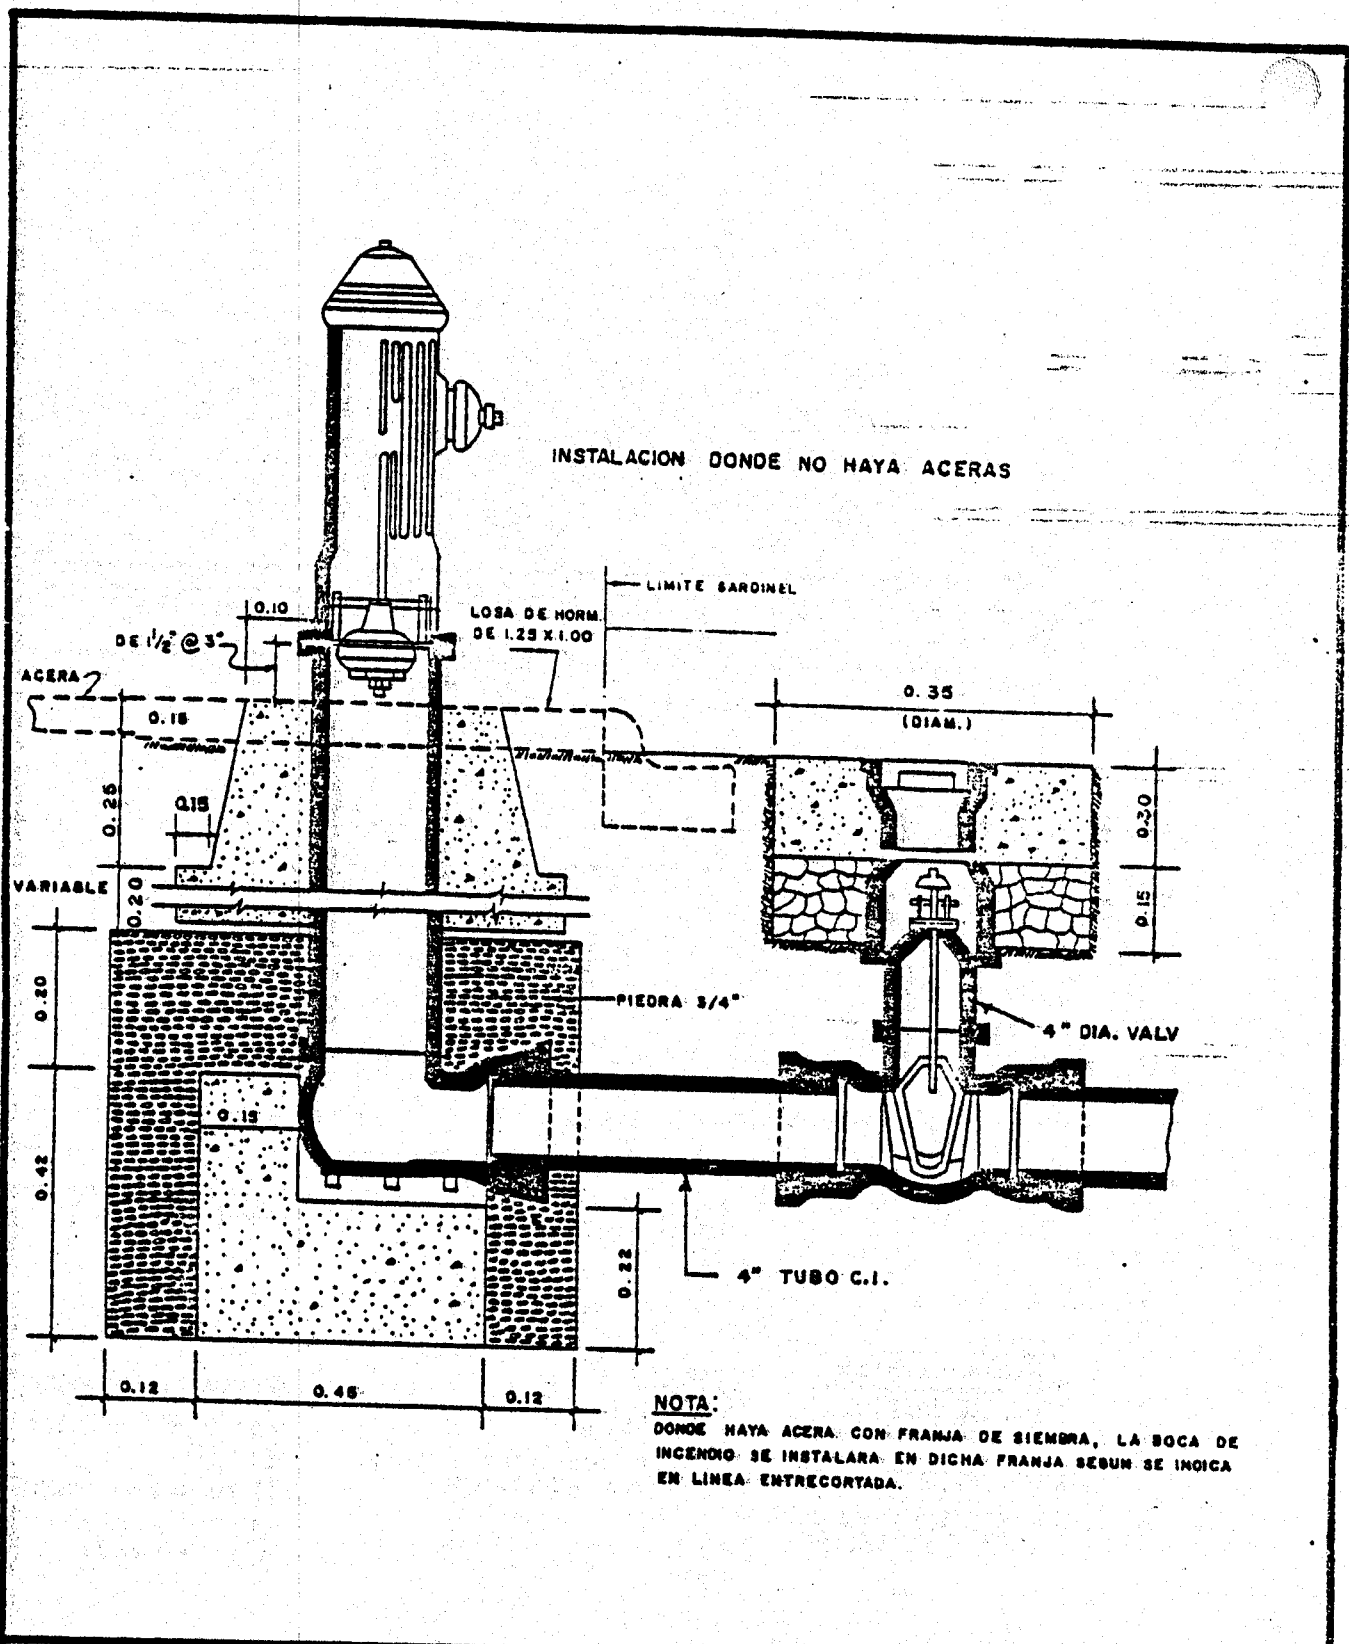 INSTALACION DONDE NO HAYA ACERAS
LIMITE SARDINEL
0.10
LOSA DE HORM.
DE 1.25 X 1.00
DE 1½" @ 3"
ACERA
0.15
0.35
(DIAM.)
0.25
0.15
0.30
VARIABLE
0.20
0.15
0.20
PIEDRA 3/4"
4" DIA. VALV
0.15
0.42
0.22
4" TUBO C.I.
0.12
0.45
0.12
NOTA:
DONDE HAYA ACERA CON FRANJA DE SIEMBRA, LA BOCA DE
INCENDIO SE INSTALARA EN DICHA FRANJA SEGUN SE INDICA
EN LINEA ENTRECORTADA.